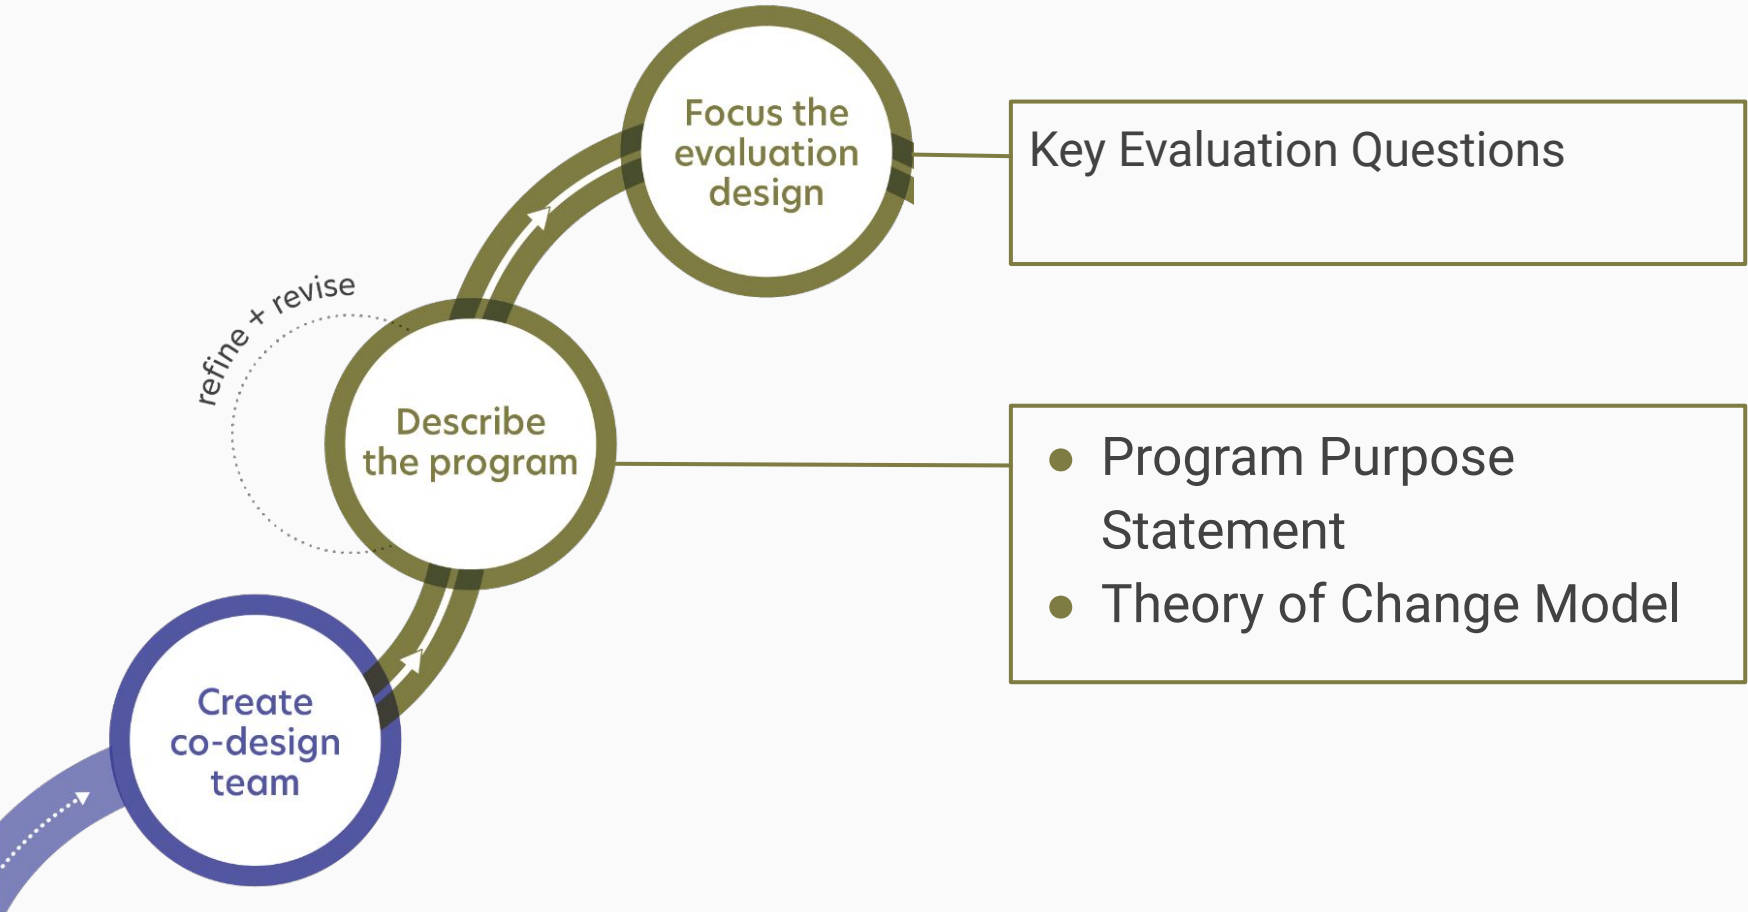 Focus the
evaluation
design
Key Evaluation Questions
refine + revise
Describe
the program
● Program Purpose
Statement
● Theory of Change Model
Create
co-design
team